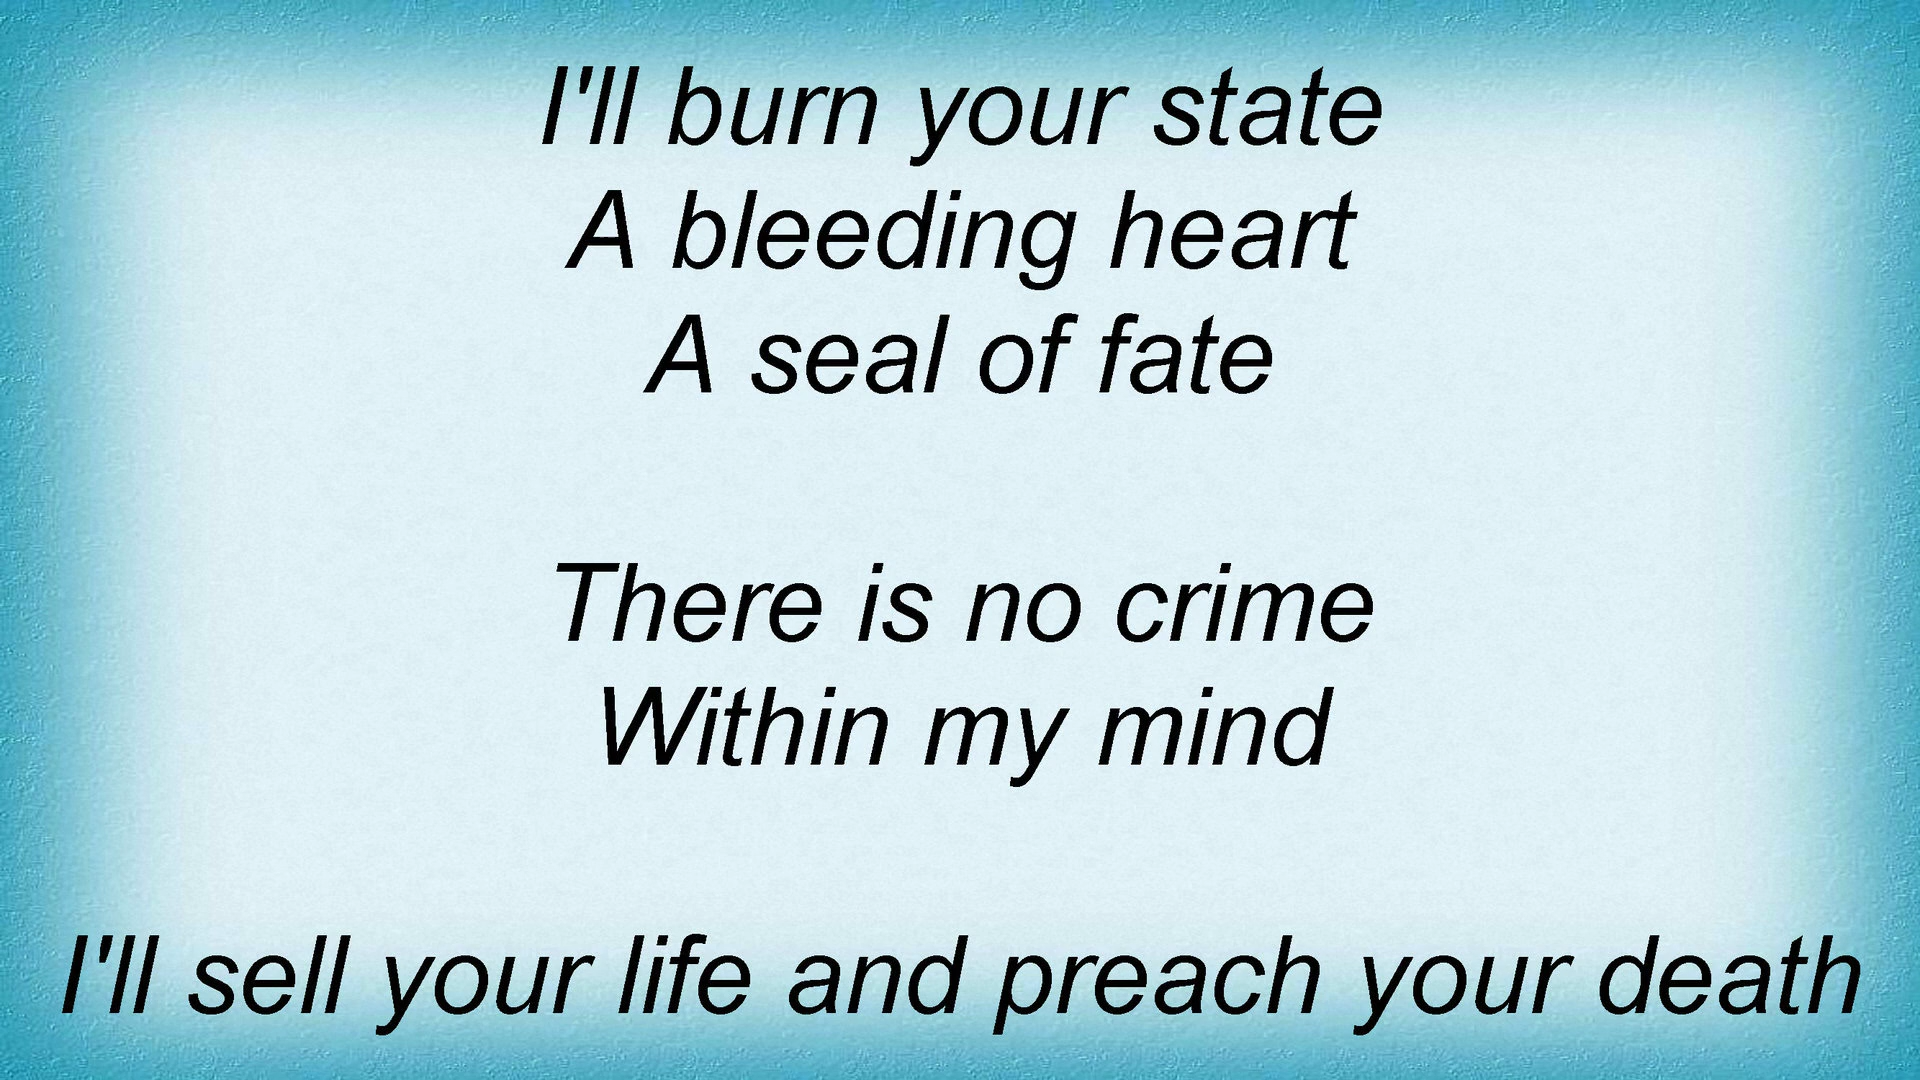 I'll burn your state
A bleeding heart
A seal of fate
There is no crime
Within my mind
I'll sell your life and preach your death